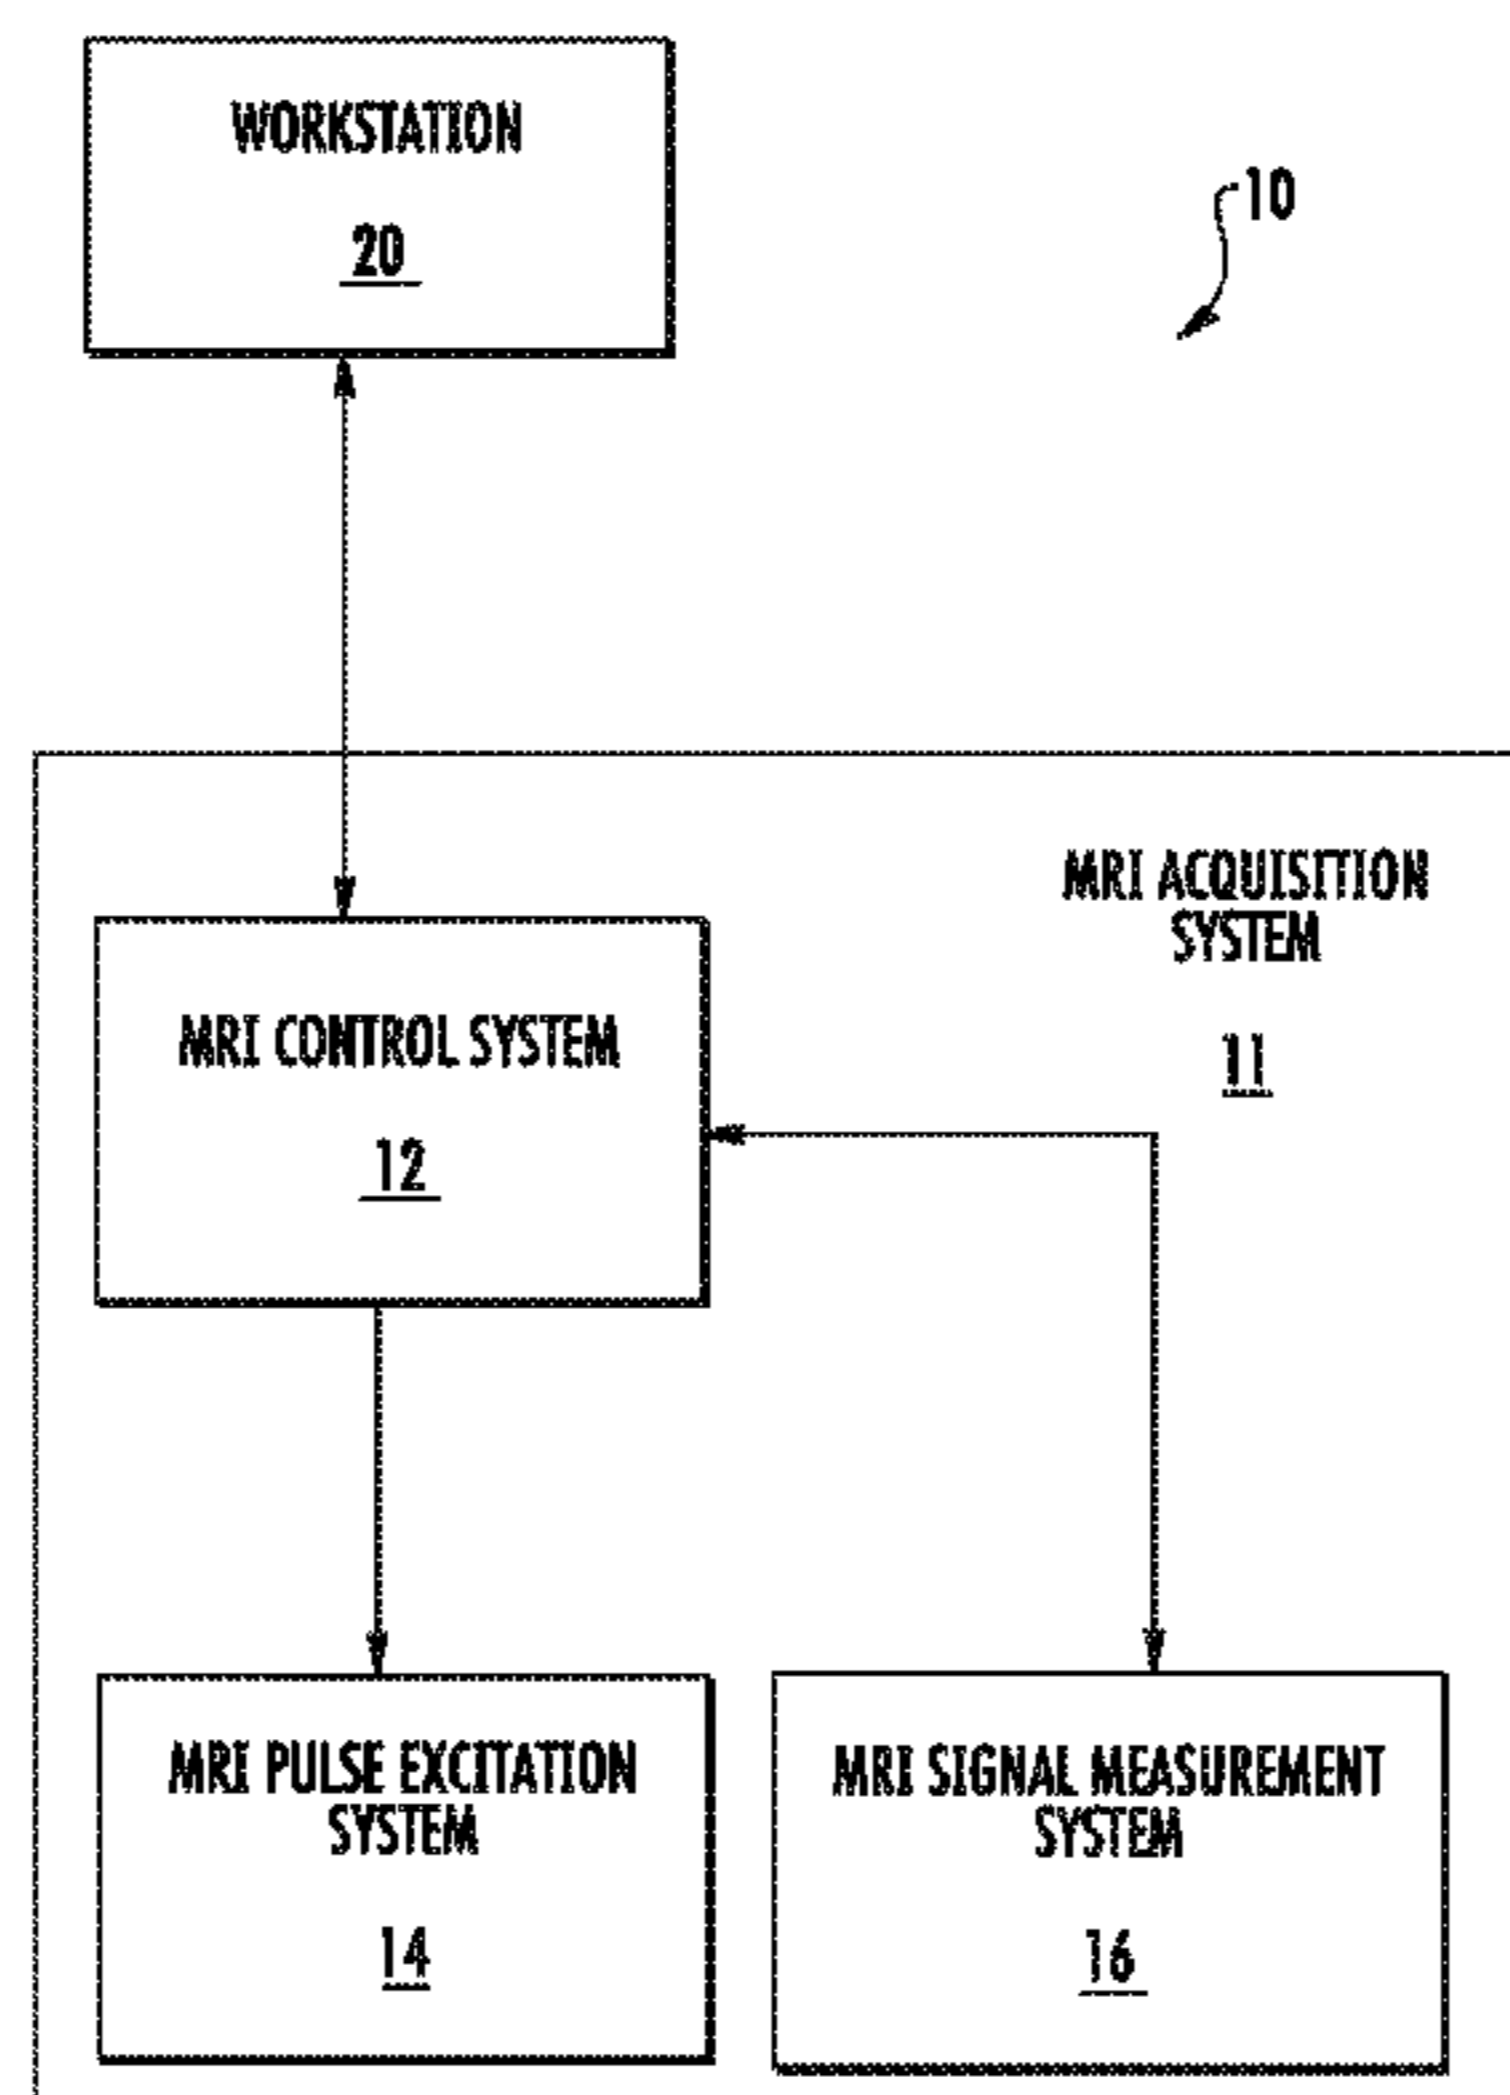 WORKSTATION
20
10
MRI ACQUISITION
SYSTEM
11
MRI CONTROL SYSTEM
12
MRI PULSE EXCITATION
SYSTEM
14
MRI SIGNAL MEASUREMENT
SYSTEM
16